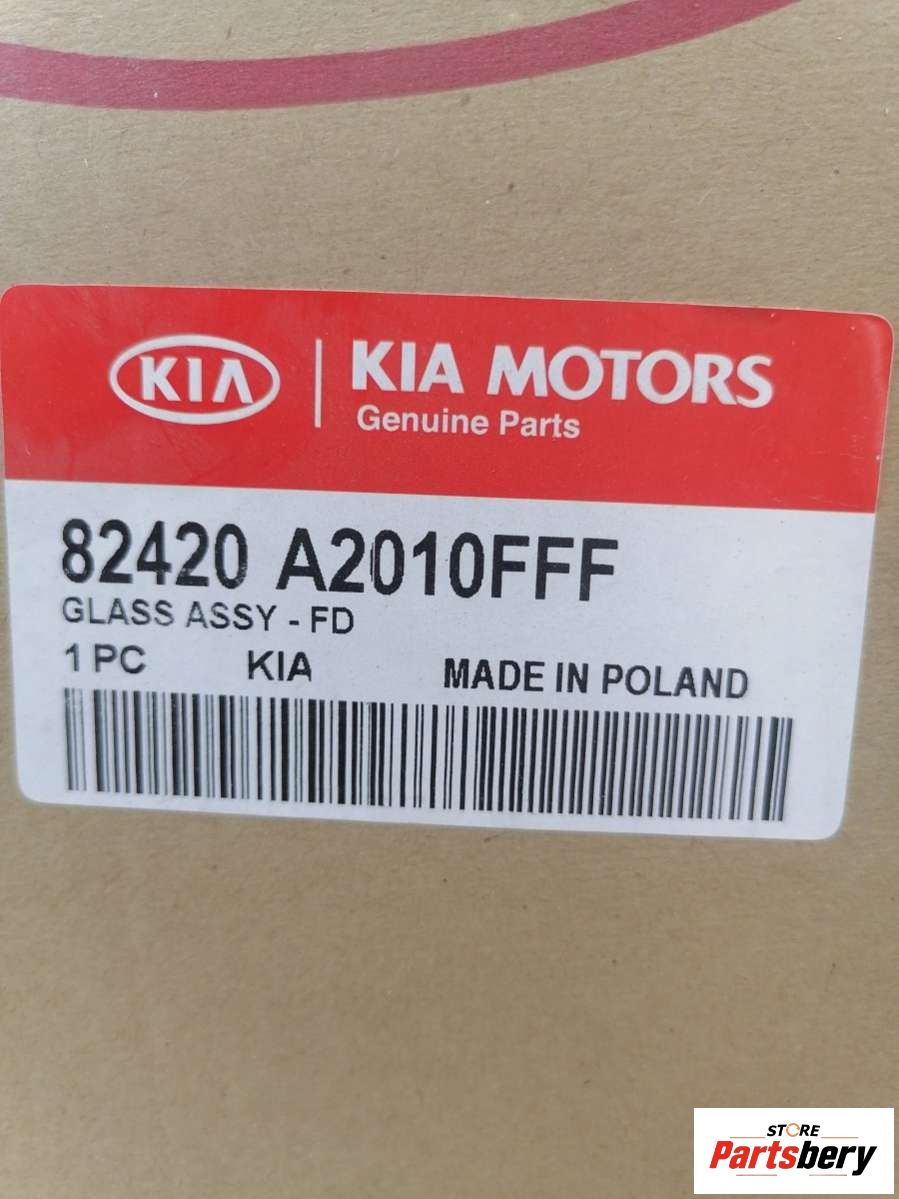 KIA KIA MOTORS
Genuine Parts
82420 A2010FFF
GLASS ASSY - FD
1 PC KIA MADE IN POLAND
STORE
Partsbery